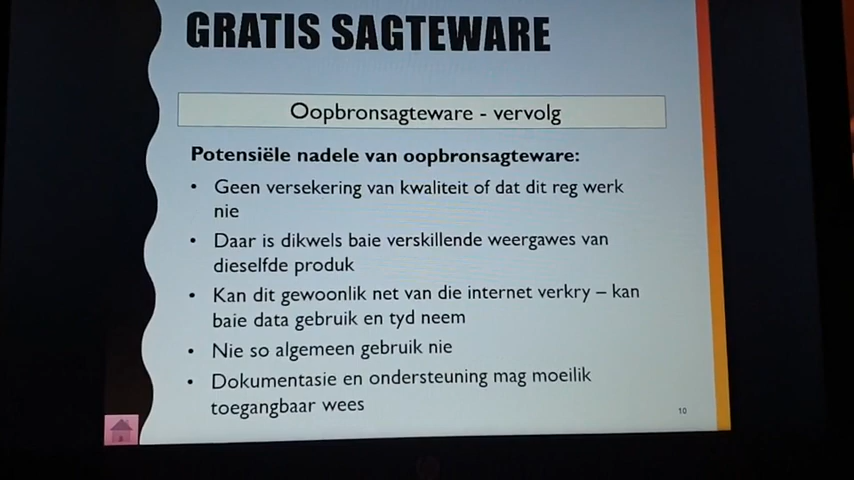 GRATIS SAGTEWARE
Oopbronsagteware - vervolg
Potensiële nadele van oopbronsagteware:
• Geen versekering van kwaliteit of dat dit reg werk
nie
• Daar is dikwels baie verskillende weergawes van
dieselfde produk
• Kan dit gewoonlik net van die internet verkry – kan
baie data gebruik en tyd neem
• Nie so algemeen gebruik nie
• Dokumentasie en ondersteuning mag moeilik
toegangbaar wees
10